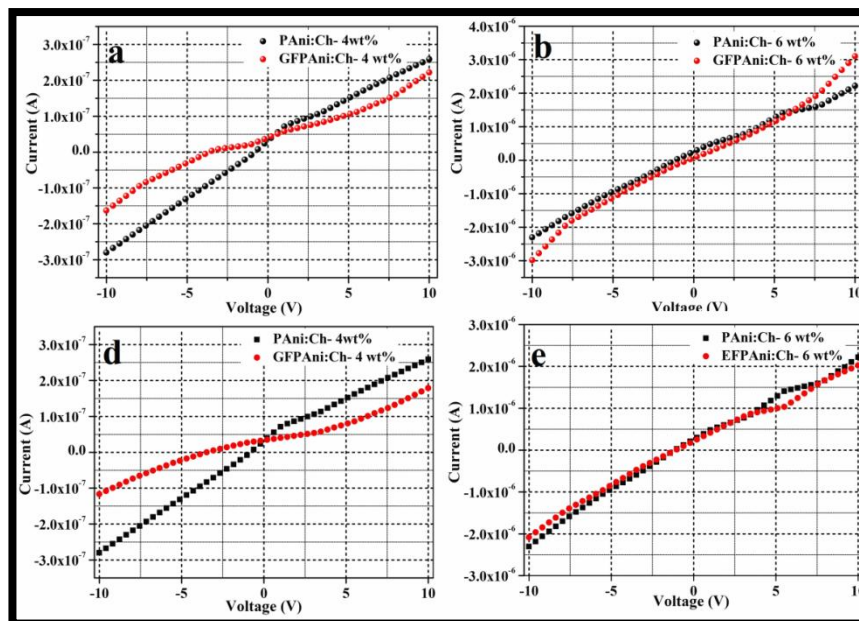 a
PAni:Ch- 4wt%
GFPAni:Ch- 4 wt%
3.0x10⁻⁷
2.0x10⁻⁷
1.0x10⁻⁷
0.0
-1.0x10⁻⁷
-2.0x10⁻⁷
-3.0x10⁻⁷
Current (A)
-10 -5 0 5 10
Voltage (V)
b
PAni:Ch- 6 wt%
GFPAni:Ch- 6 wt%
4.0x10⁻⁶
3.0x10⁻⁶
2.0x10⁻⁶
1.0x10⁻⁶
0.0
-1.0x10⁻⁶
-2.0x10⁻⁶
-3.0x10⁻⁶
Current (A)
-10 -5 0 5 10
Voltage (V)
d
PAni:Ch- 4wt%
GFPAni:Ch- 4 wt%
3.0x10⁻⁷
2.0x10⁻⁷
1.0x10⁻⁷
0.0
-1.0x10⁻⁷
-2.0x10⁻⁷
-3.0x10⁻⁷
Current (A)
-10 -5 0 5 10
Voltage (V)
e
PAni:Ch- 6 wt%
EFPAni:Ch- 6 wt%
3.0x10⁻⁶
2.0x10⁻⁶
1.0x10⁻⁶
0.0
-1.0x10⁻⁶
-2.0x10⁻⁶
-3.0x10⁻⁶
Current (A)
-10 -5 0 5 10
Voltage (V)